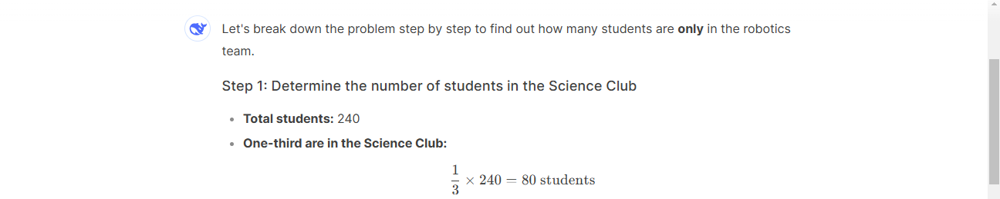 Let's break down the problem step by step to find out how many students are only in the robotics
team.
Step 1: Determine the number of students in the Science Club
• Total students: 240
• One-third are in the Science Club:
1/3 × 240 = 80 students